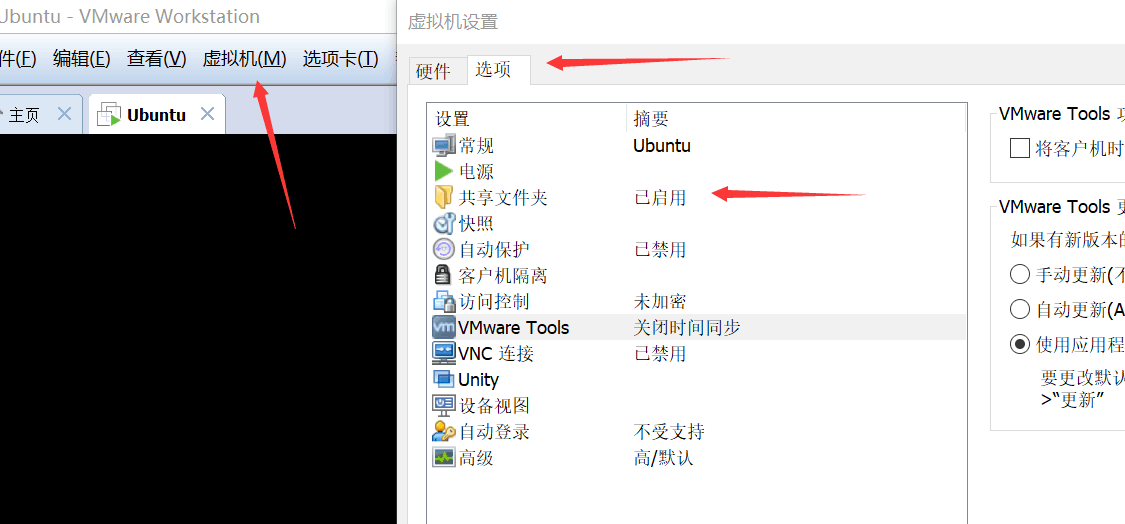 Ubuntu - VMware Workstation
件(F) 编辑(E) 查看(V) 虚拟机(M) 选项卡(T)
主页 Ubuntu
虚拟机设置
硬件 选项
设置 摘要
常规 Ubuntu
电源
共享文件夹 已启用
快照
自动保护 已禁用
客户机隔离
访问控制 未加密
VMware Tools 关闭时间同步
VNC 连接 已禁用
Unity
设备视图
自动登录 不受支持
高级 高/默认
VMware Tools
将客户机时
VMware Tools 更
如果有新版本的
手动更新(不
自动更新(A
使用应用程
要更改默认
>“更新”